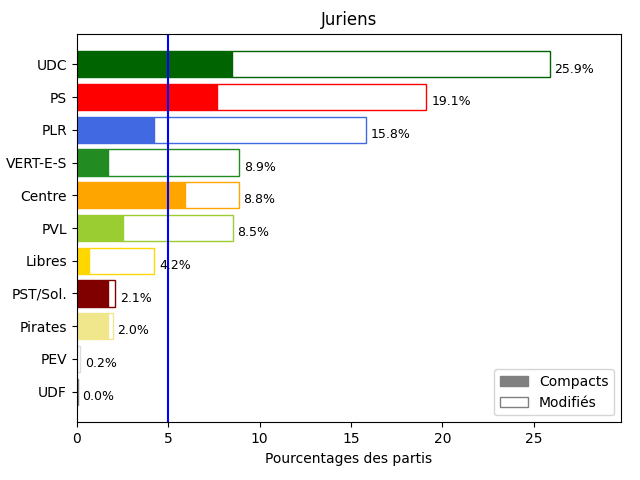 Juriens
UDC 25.9%
PS 19.1%
PLR 15.8%
VERT-E-S 8.9%
Centre 8.8%
PVL 8.5%
Libres 4.2%
PST/Sol. 2.1%
Pirates 2.0%
PEV 0.2%
UDF 0.0%
Compacts
Modifiés
0 5 10 15 20 25
Pourcentages des partis